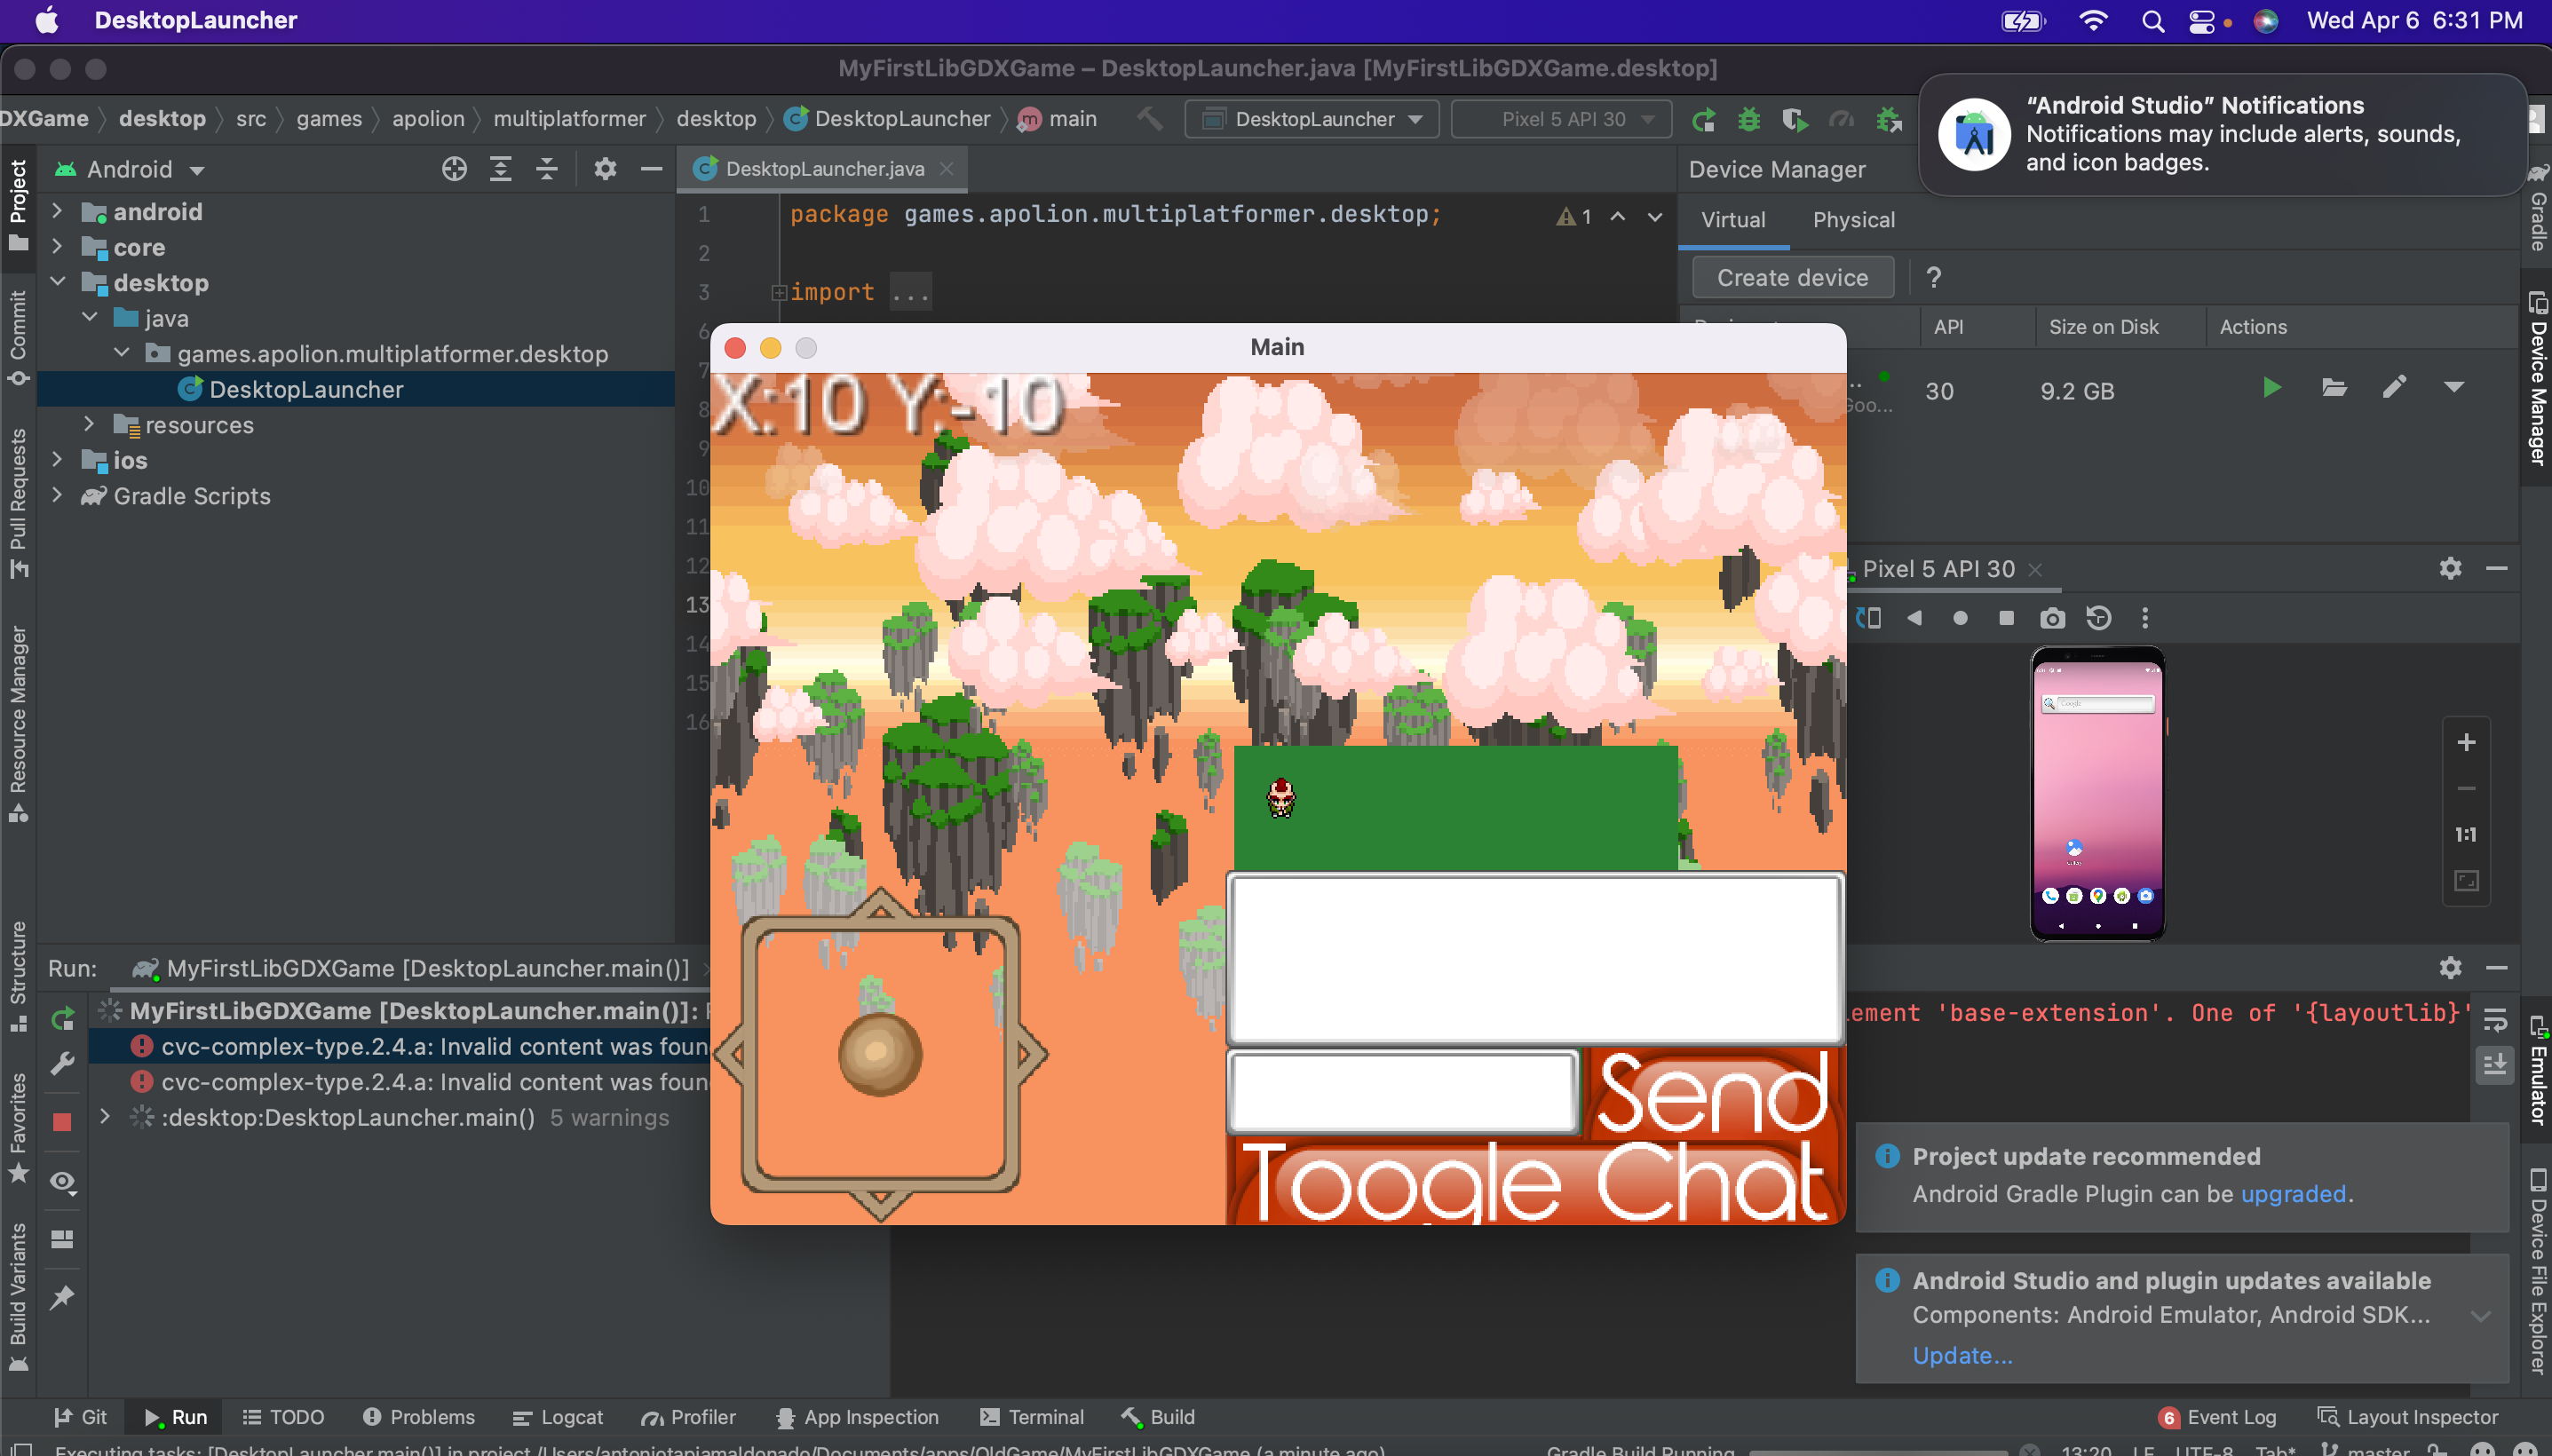 DesktopLauncher
Wed Apr 6 6:31 PM
MyFirstLibGDXGame – DesktopLauncher.java [MyFirstLibGDXGame.desktop]
DXGame desktop src games apolion multiplatformer desktop DesktopLauncher main
DesktopLauncher
Pixel 5 API 30
“Android Studio” Notifications
Notifications may include alerts, sounds,
and icon badges.
Project
Commit
Pull Requests
Resource Manager
Structure
Favorites
Build Variants
Android
android
core
desktop
java
games.apolion.multiplatformer.desktop
DesktopLauncher
resources
ios
Gradle Scripts
DesktopLauncher.java
1 package games.apolion.multiplatformer.desktop;
1
2
3 import ...
6
7
8
9
10
11
12
13
14
15
16
Main
X:10 Y:-10
Send
Toogle Chat
Device Manager
Virtual Physical
Create device ?
API Size on Disk Actions
Goo...
30 9.2 GB
Pixel 5 API 30
1:1
Gradle
Device Manager
Emulator
Device File Explorer
Run: MyFirstLibGDXGame [DesktopLauncher.main()]
MyFirstLibGDXGame [DesktopLauncher.main()]:
cvc-complex-type.2.4.a: Invalid content was foun
cvc-complex-type.2.4.a: Invalid content was foun
:desktop:DesktopLauncher.main() 5 warnings
lement 'base-extension'. One of '{layoutlib}'
Project update recommended
Android Gradle Plugin can be upgraded.
Android Studio and plugin updates available
Components: Android Emulator, Android SDK...
Update...
Git Run TODO Problems Logcat Profiler App Inspection Terminal Build
6 Event Log Layout Inspector
Executing tasks: [DesktopLauncher.main()] in project /Users/antoniotapiamaldonado/Documents/apps/OldGame/MyFirstLibGDXGame (a minute ago)
Gradle Build Running
13:20 LF UTF-8 Tab* master